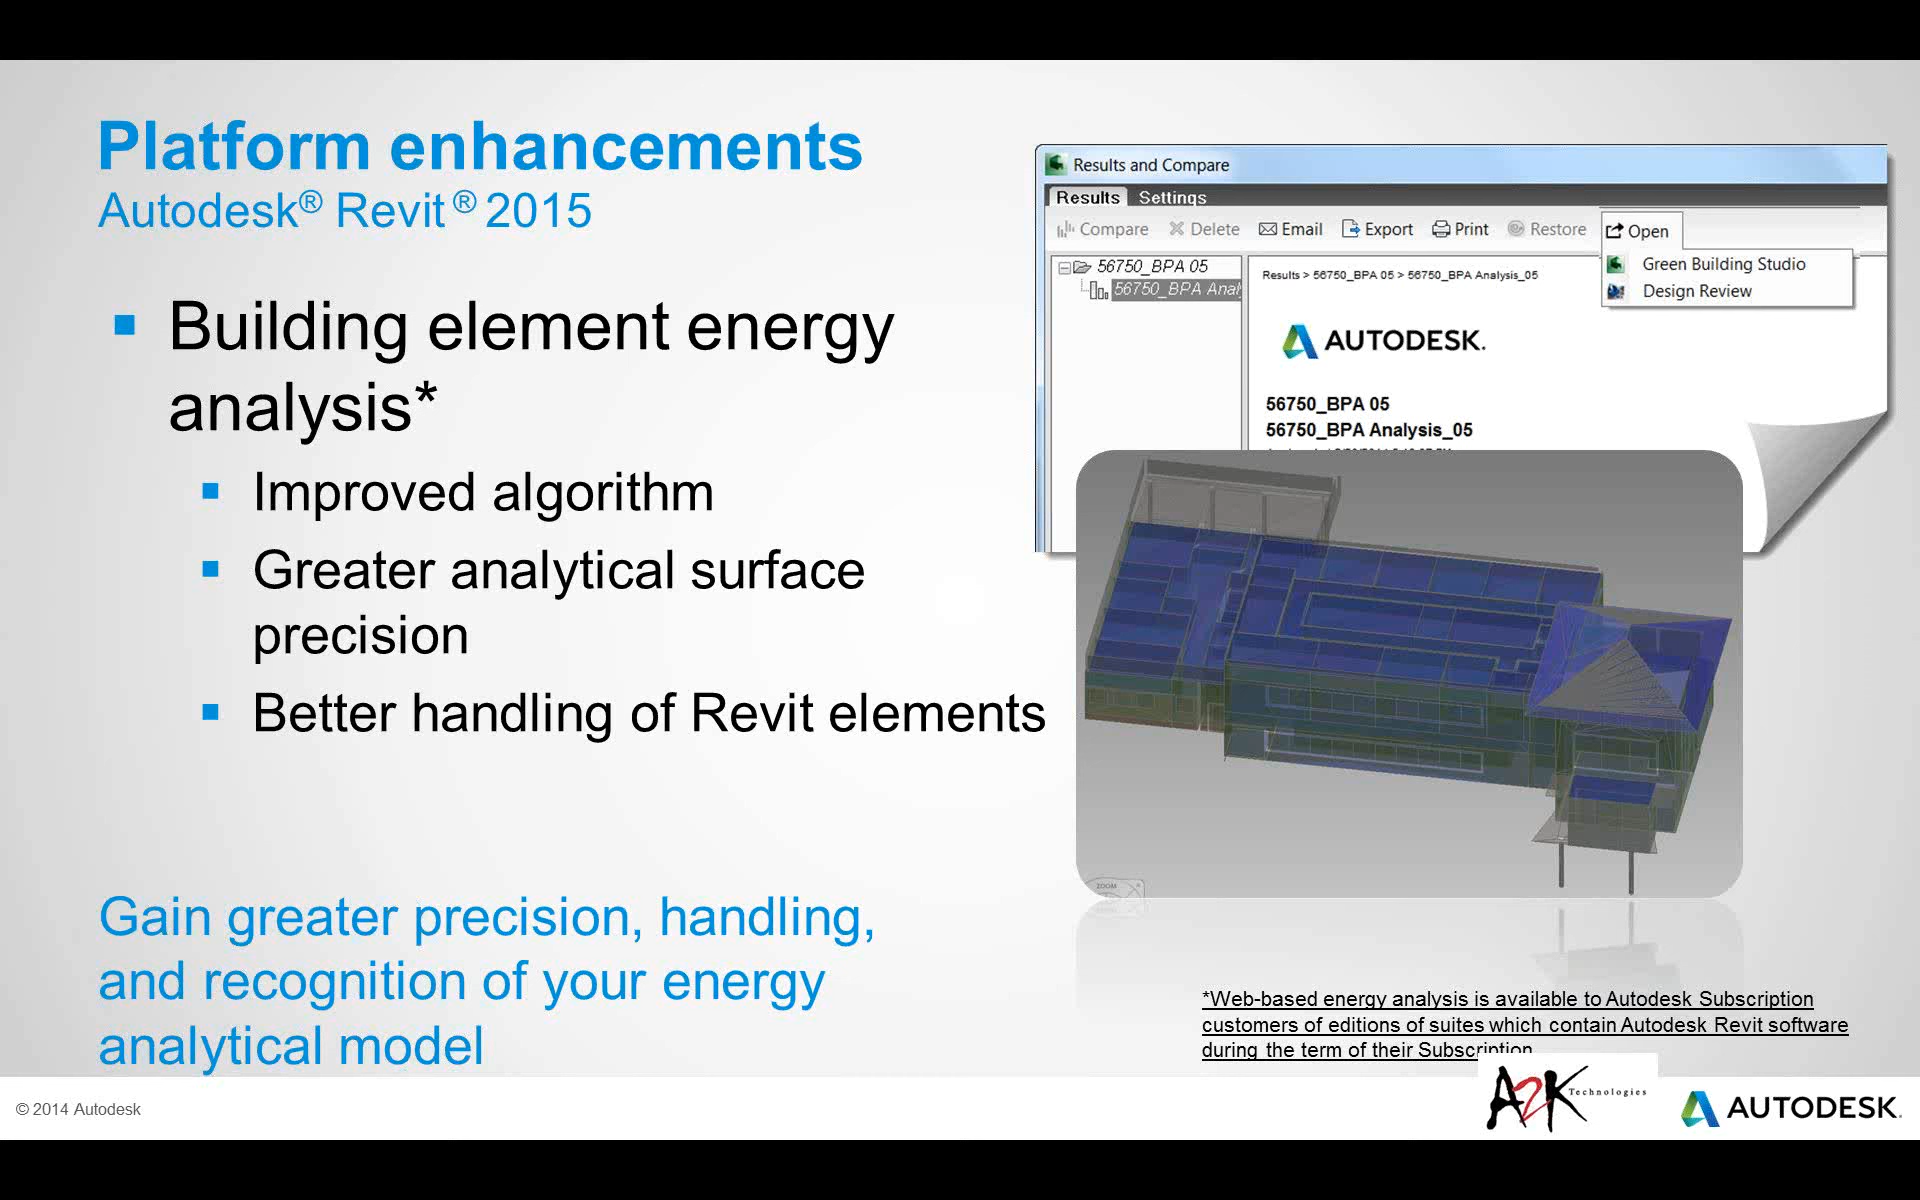 Platform enhancements
Autodesk® Revit ® 2015
Building element energy
analysis*
Improved algorithm
Greater analytical surface
precision
Better handling of Revit elements
Gain greater precision, handling,
and recognition of your energy
analytical model
Results and Compare
Results Settings
Compare Delete Email Export Print Restore Open
Green Building Studio
Design Review
56750_BPA 05
56750_BPA Anal
Results > 56750_BPA 05 > 56750_BPA Analysis_05
AUTODESK.
56750_BPA 05
56750_BPA Analysis_05
ZOOM
*Web-based energy analysis is available to Autodesk Subscription
customers of editions of suites which contain Autodesk Revit software
during the term of their Subscription
© 2014 Autodesk
A2K Technologies
AUTODESK.